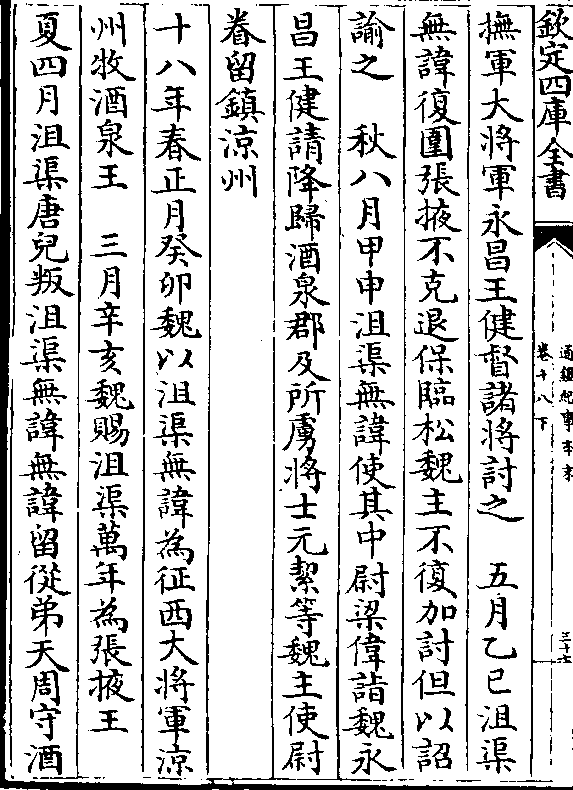 欽定四庫全書
通鑑紀事本末
卷十八下
三十六
撫軍大將軍永昌王健督諸將討之　五月乙巳沮渠
無諱復圍張掖不克退保臨松魏主不復加討但以詔
諭之　秋八月甲申沮渠無諱使其中尉梁偉詣魏永
昌王健請降歸酒泉郡及所虜將士元絜等魏主使尉
眷留鎮涼州
十八年春正月癸卯魏以沮渠無諱為征西大將軍涼
州牧酒泉王　三月辛亥魏賜沮渠萬年為張掖王
夏四月沮渠唐兒叛沮渠無諱無諱留從弟天周守酒